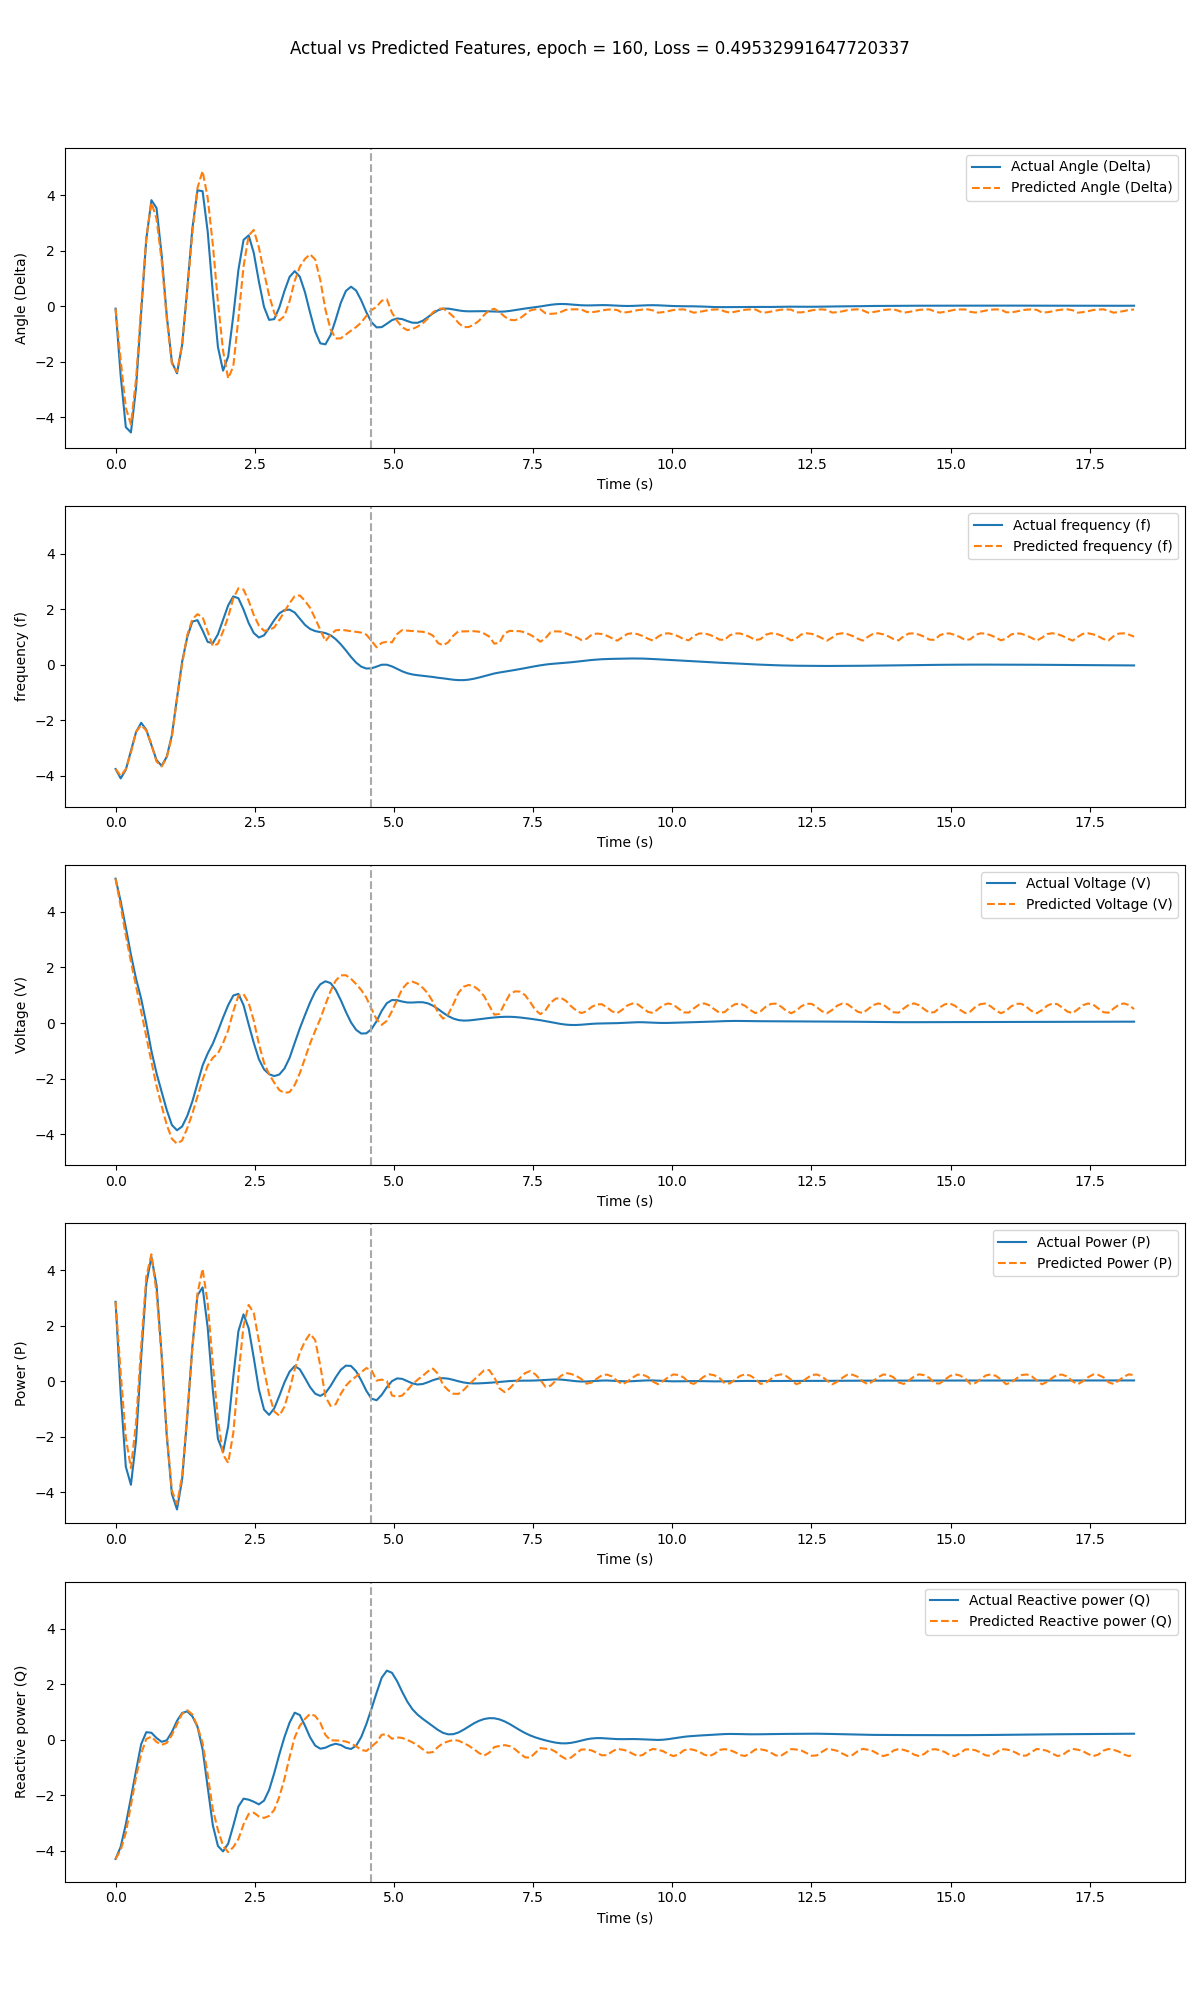 Actual vs Predicted Features, epoch = 160, Loss = 0.49532991647720337
Actual Angle (Delta)
Predicted Angle (Delta)
Angle (Delta)
4
2
0
−2
−4
0.0 2.5 5.0 7.5 10.0 12.5 15.0 17.5
Time (s)
Actual frequency (f)
Predicted frequency (f)
frequency (f)
4
2
0
−2
−4
0.0 2.5 5.0 7.5 10.0 12.5 15.0 17.5
Time (s)
Actual Voltage (V)
Predicted Voltage (V)
Voltage (V)
4
2
0
−2
−4
0.0 2.5 5.0 7.5 10.0 12.5 15.0 17.5
Time (s)
Actual Power (P)
Predicted Power (P)
Power (P)
4
2
0
−2
−4
0.0 2.5 5.0 7.5 10.0 12.5 15.0 17.5
Time (s)
Actual Reactive power (Q)
Predicted Reactive power (Q)
Reactive power (Q)
4
2
0
−2
−4
0.0 2.5 5.0 7.5 10.0 12.5 15.0 17.5
Time (s)